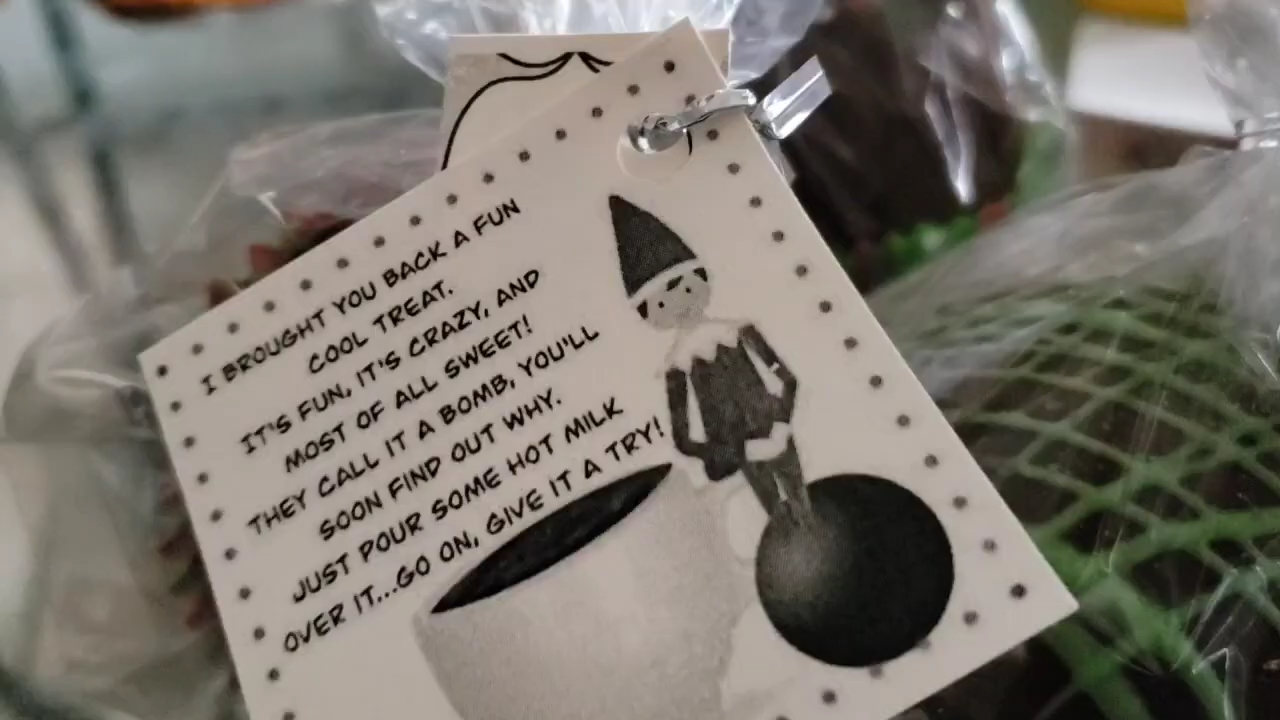 I BROUGHT YOU BACK A FUN
COOL TREAT.
IT'S FUN, IT'S CRAZY, AND
MOST OF ALL SWEET!
THEY CALL IT A BOMB, YOU'LL
SOON FIND OUT WHY.
JUST POUR SOME HOT MILK
OVER IT...GO ON, GIVE IT A TRY!